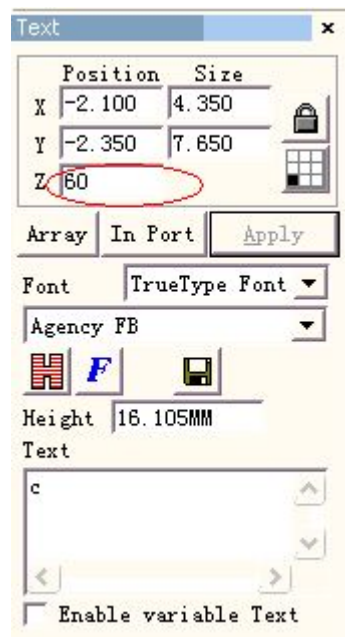 Text
Position Size
X -2.100 4.350
Y -2.350 7.650
Z 60
Array In Port Apply
Font TrueType Font
Agency FB
H F
Height 16.105MM
Text
c
Enable variable Text